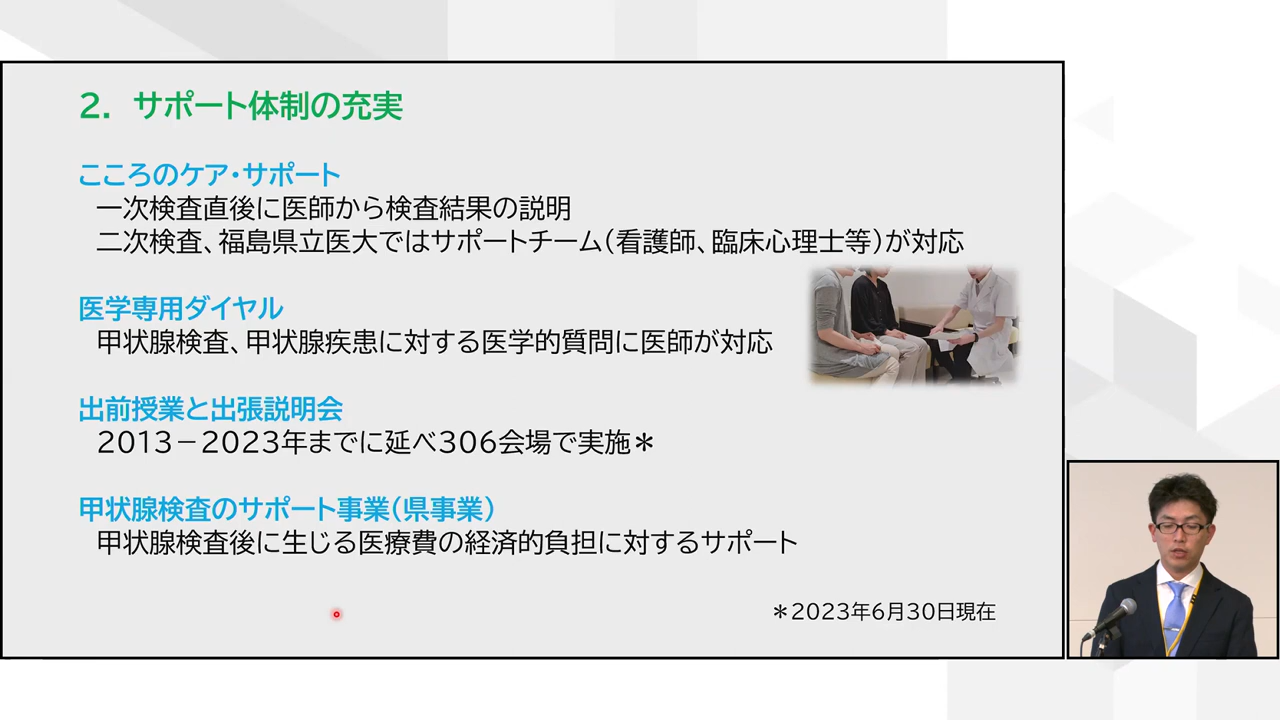 2. サポート体制の充実
こころのケア・サポート
一次検査直後に医師から検査結果の説明
二次検査、福島県立医大ではサポートチーム(看護師、臨床心理士等)が対応
医学専用ダイヤル
甲状腺検査、甲状腺疾患に対する医学的質問に医師が対応
出前授業と出張説明会
2013－2023年までに延べ306会場で実施＊
甲状腺検査のサポート事業(県事業)
甲状腺検査後に生じる医療費の経済的負担に対するサポート
＊2023年6月30日現在